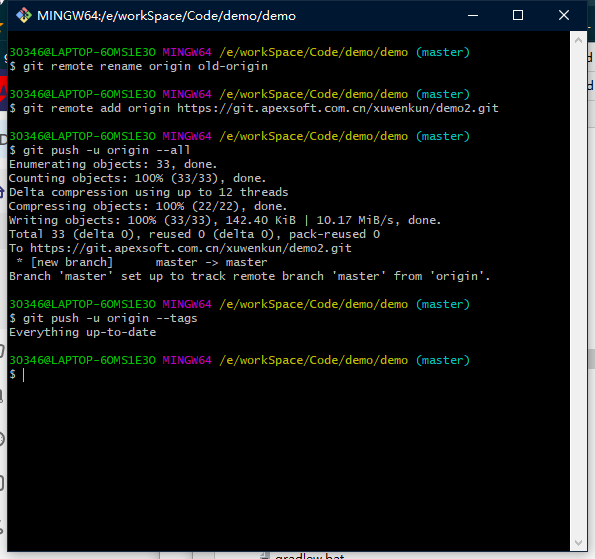 MINGW64:/e/workSpace/Code/demo/demo
30346@LAPTOP-6OMS1E3O MINGW64 /e/workSpace/Code/demo/demo (master)
$ git remote rename origin old-origin
30346@LAPTOP-6OMS1E3O MINGW64 /e/workSpace/Code/demo/demo (master)
$ git remote add origin https://git.apexsoft.com.cn/xuwenkun/demo2.git
30346@LAPTOP-6OMS1E3O MINGW64 /e/workSpace/Code/demo/demo (master)
$ git push -u origin --all
Enumerating objects: 33, done.
Counting objects: 100% (33/33), done.
Delta compression using up to 12 threads
Compressing objects: 100% (22/22), done.
Writing objects: 100% (33/33), 142.40 KiB | 10.17 MiB/s, done.
Total 33 (delta 0), reused 0 (delta 0), pack-reused 0
To https://git.apexsoft.com.cn/xuwenkun/demo2.git
 * [new branch]      master -> master
Branch 'master' set up to track remote branch 'master' from 'origin'.
30346@LAPTOP-6OMS1E3O MINGW64 /e/workSpace/Code/demo/demo (master)
$ git push -u origin --tags
Everything up-to-date
30346@LAPTOP-6OMS1E3O MINGW64 /e/workSpace/Code/demo/demo (master)
$
gradlew.bat